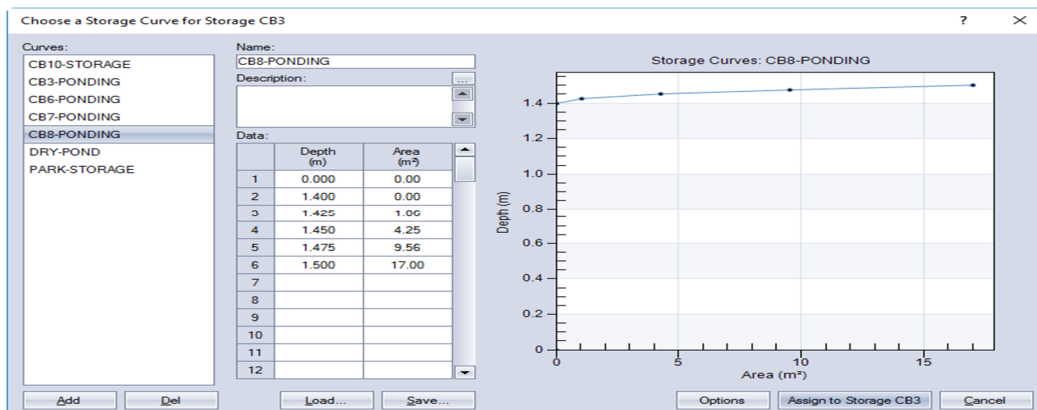 Choose a Storage Curve for Storage CB3
?
Curves:
CB10-STORAGE
CB3-PONDING
CB6-PONDING
CB7-PONDING
CB8-PONDING
DRY-POND
PARK-STORAGE
Add
Del
Name:
CB8-PONDING
Description:
...
Data:
Depth (m) Area (m²)
1 0.000 0.00
2 1.400 0.00
3 1.425 1.06
4 1.450 4.25
5 1.475 9.56
6 1.500 17.00
7
8
9
10
11
12
Load...
Save...
Storage Curves: CB8-PONDING
Depth (m)
1.4
1.2
1.0
0.8
0.6
0.4
0.2
0
0 5 10 15
Area (m²)
Options
Assign to Storage CB3
Cancel